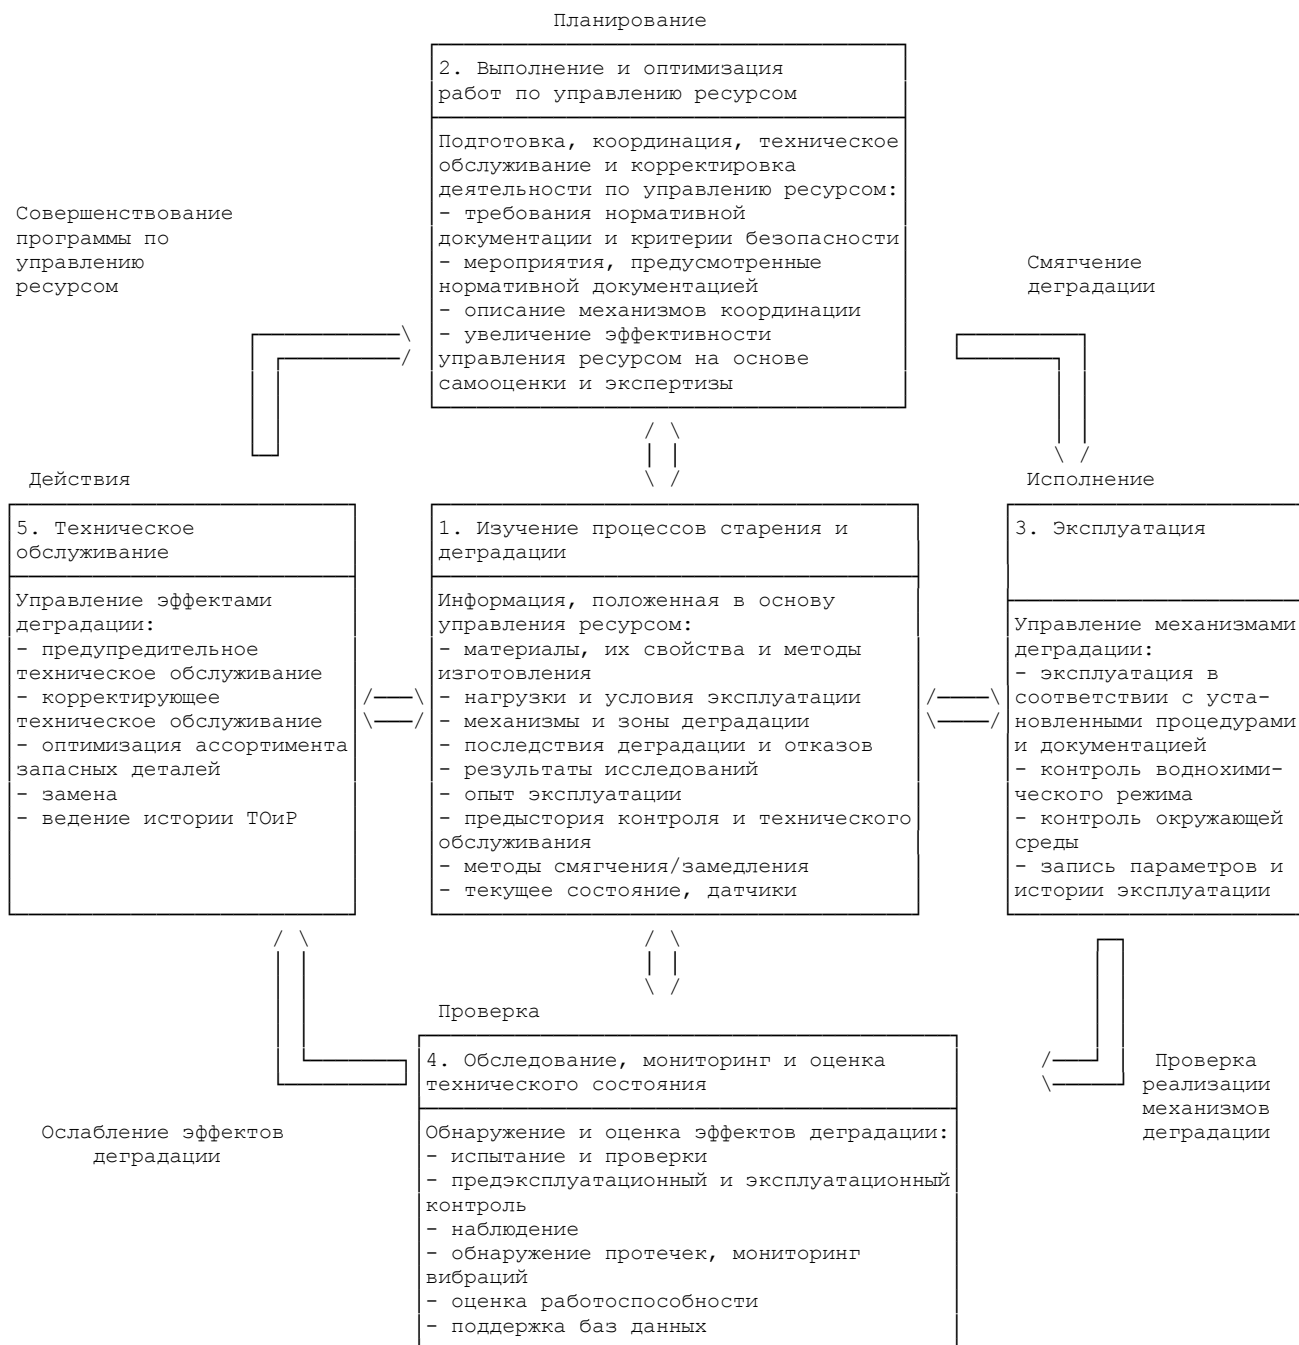 Планирование
2. Выполнение и оптимизация
работ по управлению ресурсом
Подготовка, координация, техническое
обслуживание и корректировка
деятельности по управлению ресурсом:
- требования нормативной
документации и критерии безопасности
- мероприятия, предусмотренные
нормативной документацией
- описание механизмов координации
- увеличение эффективности
управления ресурсом на основе
самооценки и экспертизы
Совершенствование
программы по
управлению
ресурсом
Смягчение
деградации
Действия
5. Техническое
обслуживание
Управление эффектами
деградации:
- предупредительное
техническое обслуживание
- корректирующее
техническое обслуживание
- оптимизация ассортимента
запасных деталей
- замена
- ведение истории ТОиР
1. Изучение процессов старения и
деградации
Информация, положенная в основу
управления ресурсом:
- материалы, их свойства и методы
изготовления
- нагрузки и условия эксплуатации
- механизмы и зоны деградации
- последствия деградации и отказов
- результаты исследований
- опыт эксплуатации
- предыстория контроля и технического
обслуживания
- методы смягчения/замедления
- текущее состояние, датчики
Исполнение
3. Эксплуатация
Управление механизмами
деградации:
- эксплуатация в
соответствии с уста-
новленными процедурами
и документацией
- контроль воднохими-
ческого режима
- контроль окружающей
среды
- запись параметров и
истории эксплуатации
Проверка
4. Обследование, мониторинг и оценка
технического состояния
Обнаружение и оценка эффектов деградации:
- испытание и проверки
- предэксплуатационный и эксплуатационный
контроль
- наблюдение
- обнаружение протечек, мониторинг
вибраций
- оценка работоспособности
- поддержка баз данных
Ослабление эффектов
деградации
Проверка
реализации
механизмов
деградации